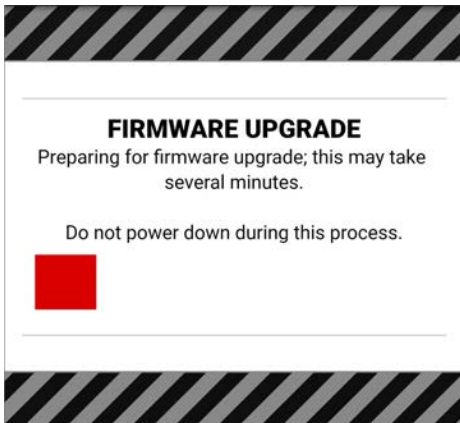 FIRMWARE UPGRADE
Preparing for firmware upgrade; this may take
several minutes.
Do not power down during this process.